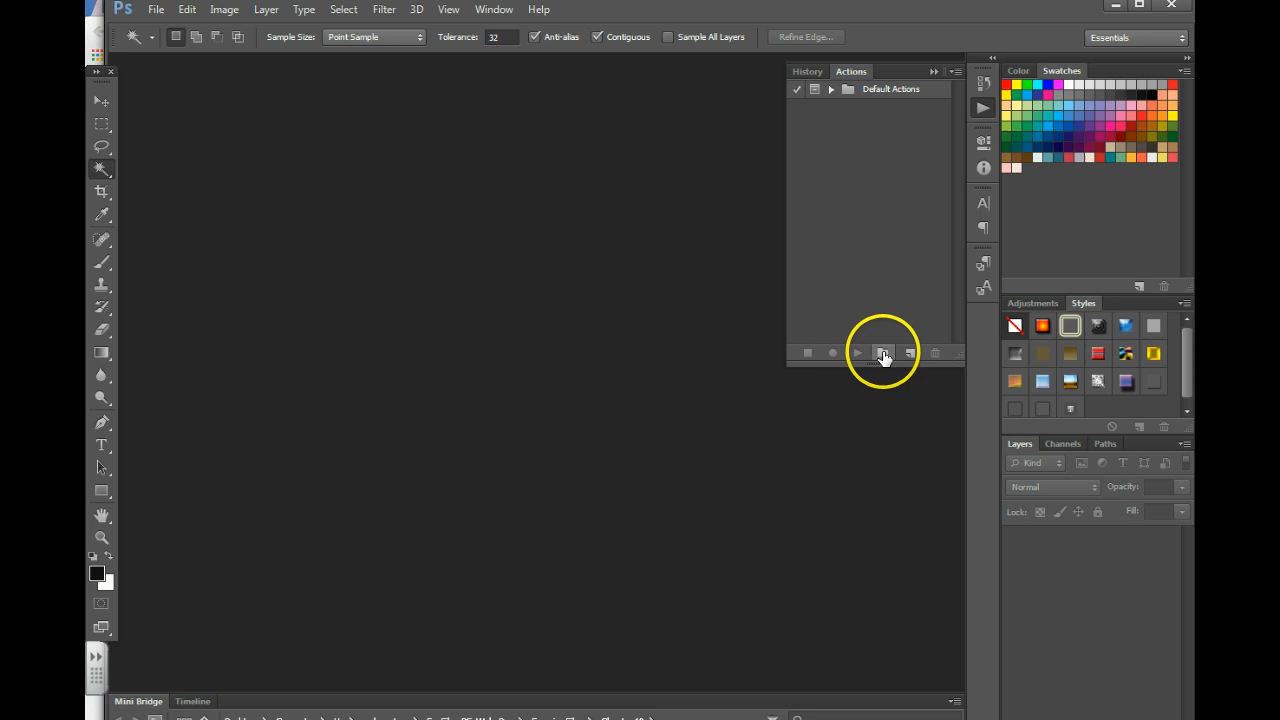 Ps File Edit Image Layer Type Select Filter 3D View Window Help
Sample Size: Point Sample Tolerance: 32 Anti-alias Contiguous Sample All Layers Refine Edge... Essentials
History Actions
Default Actions
Color Swatches
Adjustments Styles
Layers Channels Paths
Kind
Normal Opacity:
Lock: Fill:
Mini Bridge Timeline